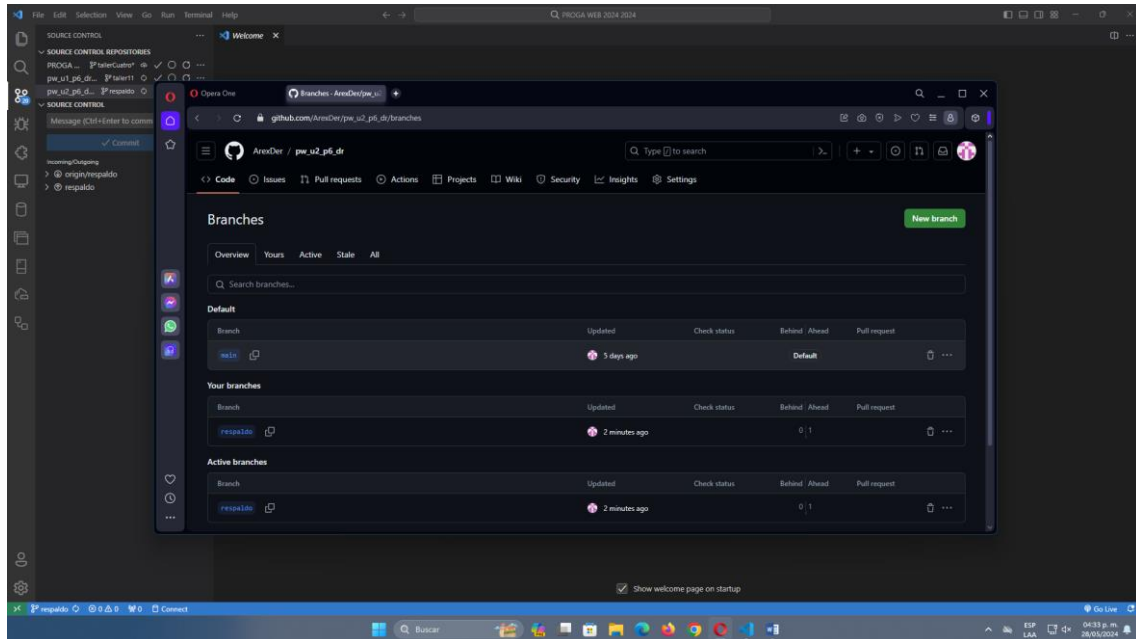 File Edit Selection View Go Run Terminal Help
PROGA WEB 2024 2024
SOURCE CONTROL
Welcome
SOURCE CONTROL REPOSITORIES
PROGA ... tallerCuatro*
pw_u1_p6_dr... taller11
pw_u2_p6_d... respaldo
SOURCE CONTROL
Message (Ctrl+Enter to comm
Commit
Incoming/Outgoing
origin/respaldo
respaldo
Opera One
Branches - ArexDer/pw_u2
github.com/ArexDer/pw_u2_p6_dr/branches
ArexDer / pw_u2_p6_dr
Type / to search
Code Issues Pull requests Actions Projects Wiki Security Insights Settings
Branches
New branch
Overview Yours Active Stale All
Search branches...
Default
Branch Updated Check status Behind Ahead Pull request
main 5 days ago Default
Your branches
Branch Updated Check status Behind Ahead Pull request
respaldo 2 minutes ago 0 1
Active branches
Branch Updated Check status Behind Ahead Pull request
respaldo 2 minutes ago 0 1
Show welcome page on startup
respaldo 0 0 0 Connect
Go Live
Buscar
ESP
LAA
04:33 p. m.
28/05/2024